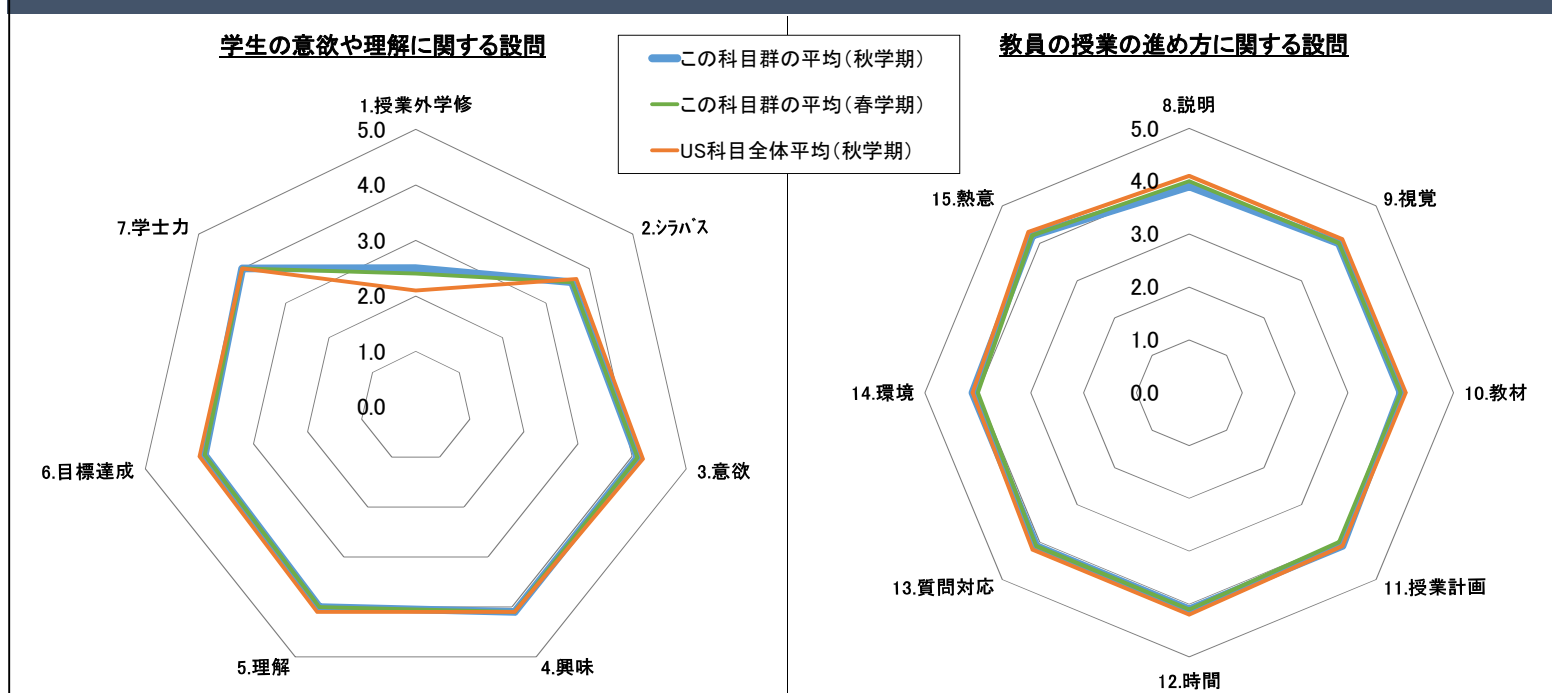 学生の意欲や理解に関する設問
この科目群の平均(秋学期)
この科目群の平均(春学期)
US科目全体平均(秋学期)
教員の授業の進め方に関する設問
1.授業外学修
5.0
4.0
3.0
2.0
1.0
0.0
2.シラバス
3.意欲
4.興味
5.理解
6.目標達成
7.学士力
8.説明
5.0
4.0
3.0
2.0
1.0
0.0
9.視覚
10.教材
11.授業計画
12.時間
13.質問対応
14.環境
15.熱意